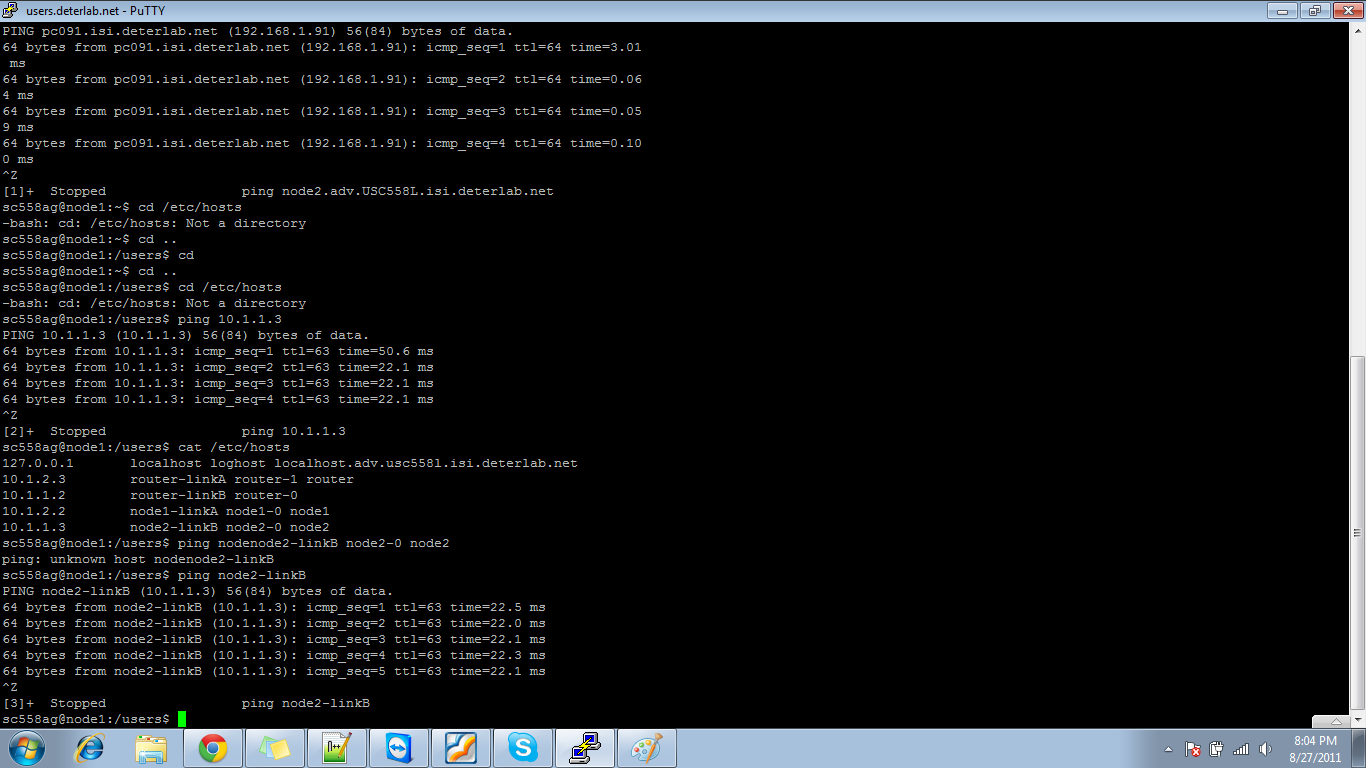 users.deterlab.net - PuTTY
PING pc091.isi.deterlab.net (192.168.1.91) 56(84) bytes of data.
64 bytes from pc091.isi.deterlab.net (192.168.1.91): icmp_seq=1 ttl=64 time=3.01
 ms
64 bytes from pc091.isi.deterlab.net (192.168.1.91): icmp_seq=2 ttl=64 time=0.06
4 ms
64 bytes from pc091.isi.deterlab.net (192.168.1.91): icmp_seq=3 ttl=64 time=0.05
9 ms
64 bytes from pc091.isi.deterlab.net (192.168.1.91): icmp_seq=4 ttl=64 time=0.10
0 ms
^Z
[1]+  Stopped                 ping node2.adv.USC558L.isi.deterlab.net
sc558ag@node1:~$ cd /etc/hosts
-bash: cd: /etc/hosts: Not a directory
sc558ag@node1:~$ cd ..
sc558ag@node1:/users$ cd
sc558ag@node1:~$ cd ..
sc558ag@node1:/users$ cd /etc/hosts
-bash: cd: /etc/hosts: Not a directory
sc558ag@node1:/users$ ping 10.1.1.3
PING 10.1.1.3 (10.1.1.3) 56(84) bytes of data.
64 bytes from 10.1.1.3: icmp_seq=1 ttl=63 time=50.6 ms
64 bytes from 10.1.1.3: icmp_seq=2 ttl=63 time=22.1 ms
64 bytes from 10.1.1.3: icmp_seq=3 ttl=63 time=22.1 ms
64 bytes from 10.1.1.3: icmp_seq=4 ttl=63 time=22.1 ms
^Z
[2]+  Stopped                 ping 10.1.1.3
sc558ag@node1:/users$ cat /etc/hosts
127.0.0.1       localhost loghost localhost.adv.usc558l.isi.deterlab.net
10.1.2.3        router-linkA router-1 router
10.1.1.2        router-linkB router-0
10.1.2.2        node1-linkA node1-0 node1
10.1.1.3        node2-linkB node2-0 node2
sc558ag@node1:/users$ ping nodenode2-linkB node2-0 node2
ping: unknown host nodenode2-linkB
sc558ag@node1:/users$ ping node2-linkB
PING node2-linkB (10.1.1.3) 56(84) bytes of data.
64 bytes from node2-linkB (10.1.1.3): icmp_seq=1 ttl=63 time=22.5 ms
64 bytes from node2-linkB (10.1.1.3): icmp_seq=2 ttl=63 time=22.0 ms
64 bytes from node2-linkB (10.1.1.3): icmp_seq=3 ttl=63 time=22.1 ms
64 bytes from node2-linkB (10.1.1.3): icmp_seq=4 ttl=63 time=22.3 ms
64 bytes from node2-linkB (10.1.1.3): icmp_seq=5 ttl=63 time=22.1 ms
^Z
[3]+  Stopped                 ping node2-linkB
sc558ag@node1:/users$
8:04 PM
8/27/2011